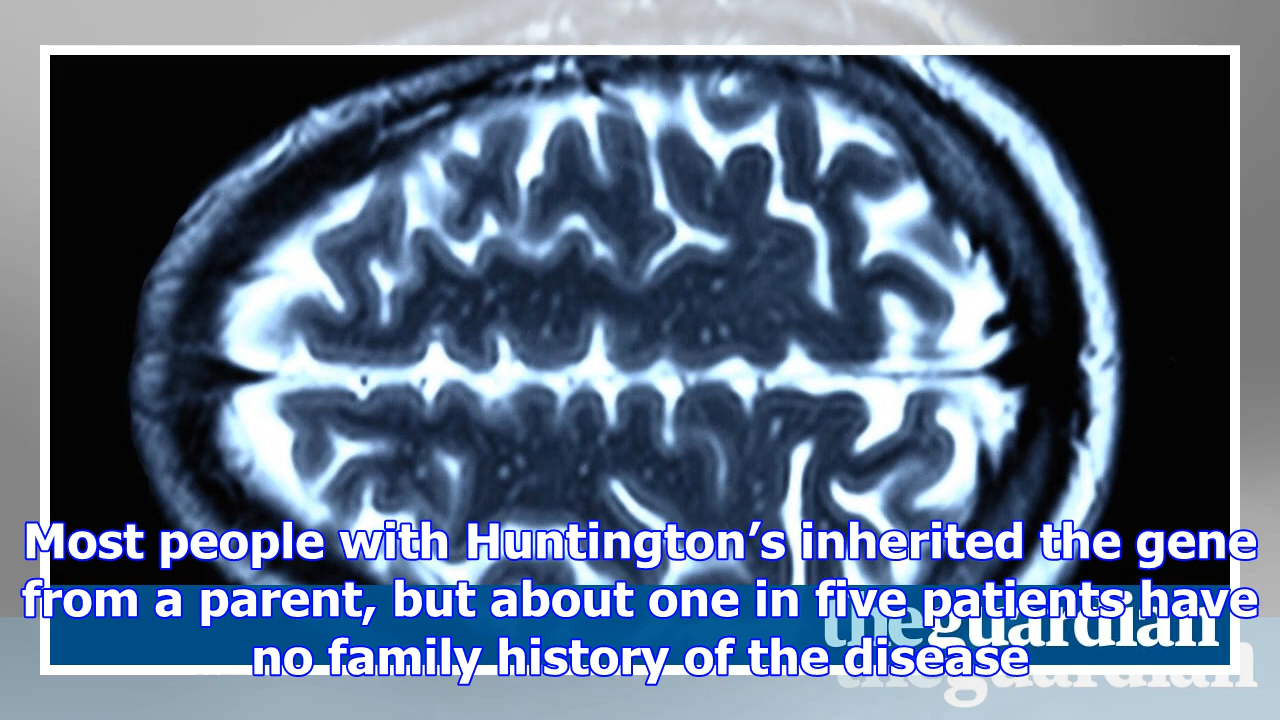 Most people with Huntington’s inherited the gene
from a parent, but about one in five patients have
no family history of the disease
theguardian
theguardian